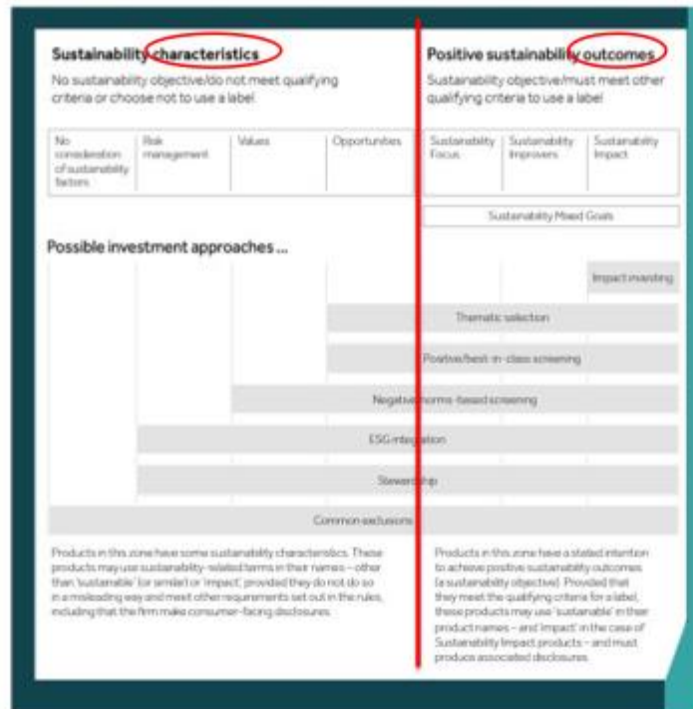 Sustainability characteristics
No sustainability objective/do not meet qualifying
criteria or choose not to use a label
Positive sustainability outcomes
Sustainability objective/must meet other
qualifying criteria to use a label
No
consideration
of sustainability
factors
Risk
management
Values
Opportunities
Sustainability
Focus
Sustainability
Improvers
Sustainability
Impact
Sustainability Mixed Goals
Possible investment approaches ...
Impact investing
Thematic selection
Positive/best-in-class screening
Negative/norms-based screening
ESG integration
Stewardship
Common exclusions
Products in this zone have some sustainability characteristics. These
products may use sustainability-related terms in their names – other
than 'sustainable' (or similar) or 'impact', provided they do not do so
in a misleading way and meet other requirements set out in the rules,
including that the firm make consumer-facing disclosures.
Products in this zone have a stated intention
to achieve positive sustainability outcomes
(a sustainability objective). Provided that
they meet the qualifying criteria for a label,
these products may use 'sustainable' in their
product names – and 'impact' in the case of
Sustainability Impact products – and must
produce associated disclosures.